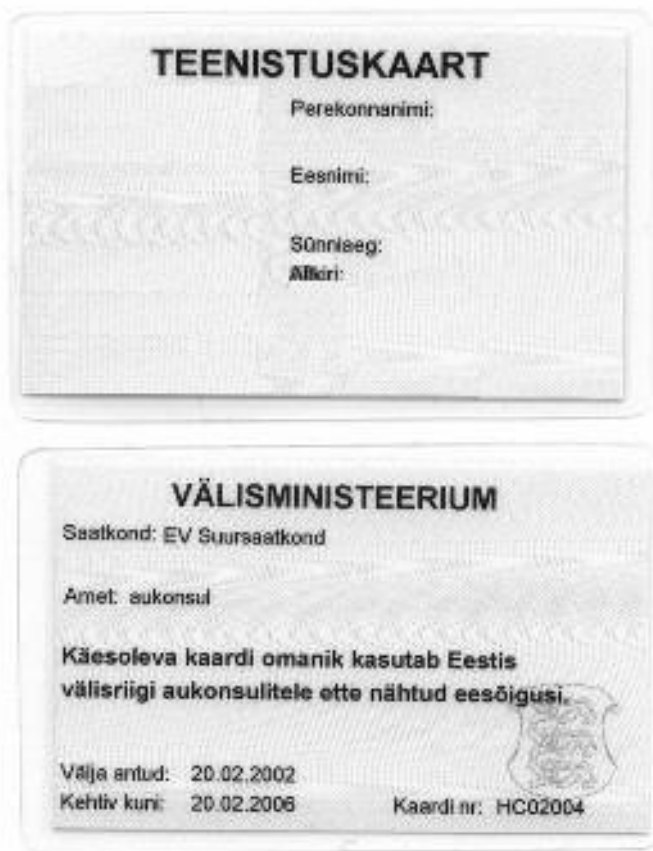 TEENISTUSKAART
Perekonnanimi:
Eesnimi:
Sünniaeg:
Allkiri:
VÄLISMINISTEERIUM
Saatkond: EV Suursaatkond
Amet: aukonsul
Käesoleva kaardi omanik kasutab Eestis
välisriigi aukonsulitele ette nähtud eesõigusi.
Välja antud: 20.02.2002
Kehtiv kuni: 20.02.2006 Kaardi nr: HC02004